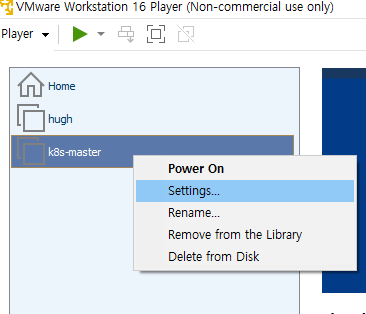 VMware Workstation 16 Player (Non-commercial use only)
Player
Home
hugh
k8s-master
Power On
Settings...
Rename...
Remove from the Library
Delete from Disk